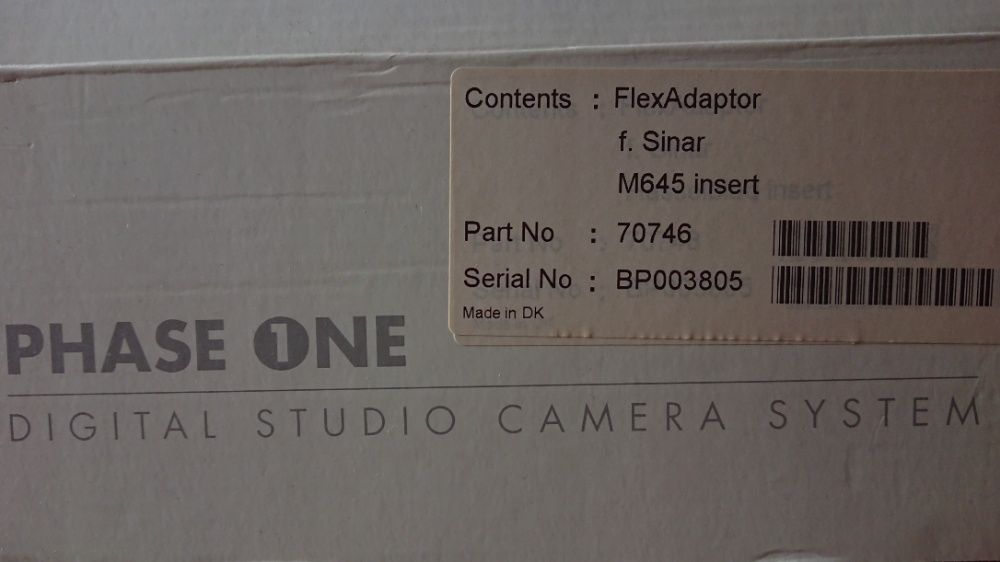 Contents : FlexAdaptor
f. Sinar
M645 insert
Part No : 70746
Serial No : BP003805
Made in DK
PHASE ONE
DIGITAL STUDIO CAMERA SYSTEM